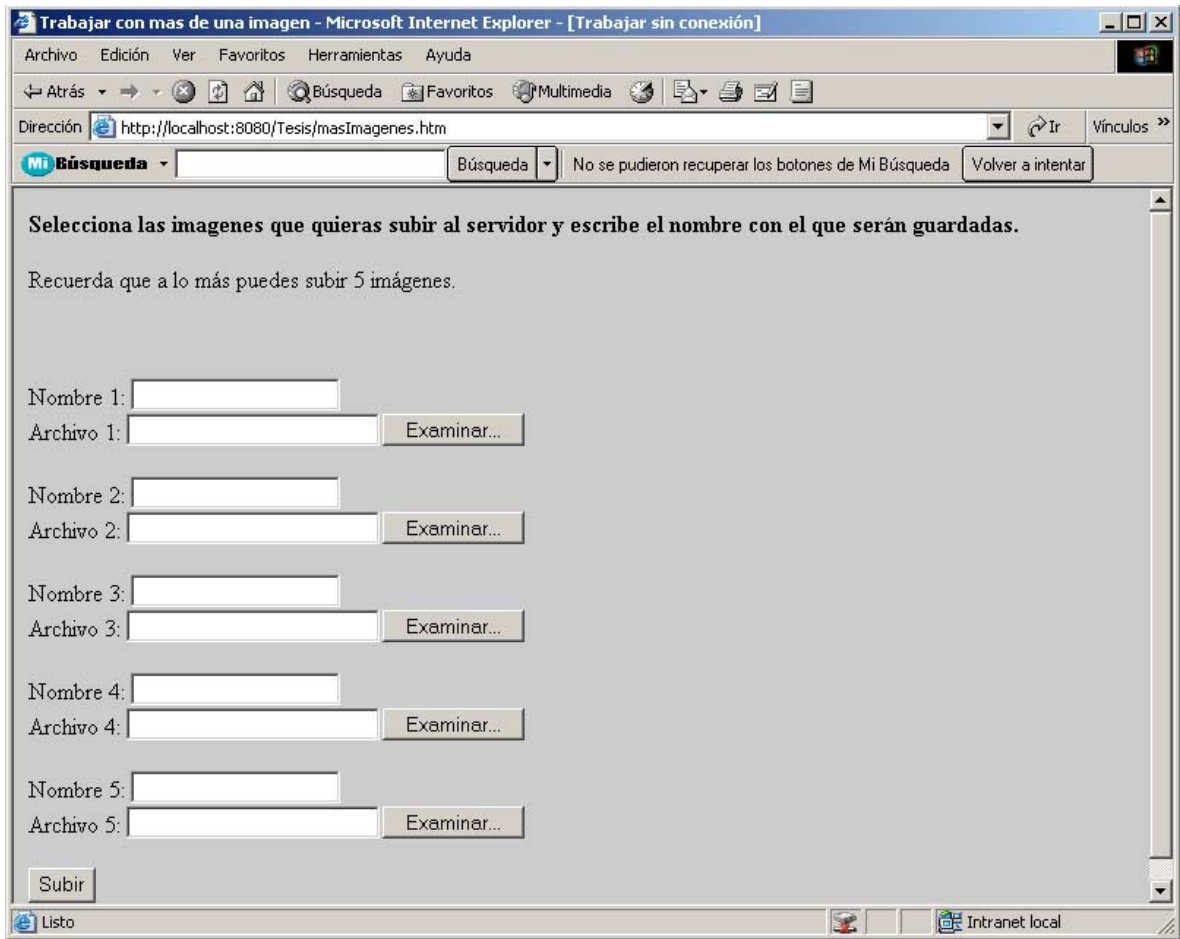 Trabajar con mas de una imagen - Microsoft Internet Explorer - [Trabajar sin conexión]
Archivo Edición Ver Favoritos Herramientas Ayuda
Atrás Búsqueda Favoritos Multimedia
Dirección http://localhost:8080/Tesis/masImagenes.htm Ir Vínculos »
Mi Búsqueda Búsqueda No se pudieron recuperar los botones de Mi Búsqueda Volver a intentar
Selecciona las imagenes que quieras subir al servidor y escribe el nombre con el que serán guardadas.
Recuerda que a lo más puedes subir 5 imágenes.
Nombre 1:
Archivo 1: Examinar...
Nombre 2:
Archivo 2: Examinar...
Nombre 3:
Archivo 3: Examinar...
Nombre 4:
Archivo 4: Examinar...
Nombre 5:
Archivo 5: Examinar...
Subir
Listo Intranet local